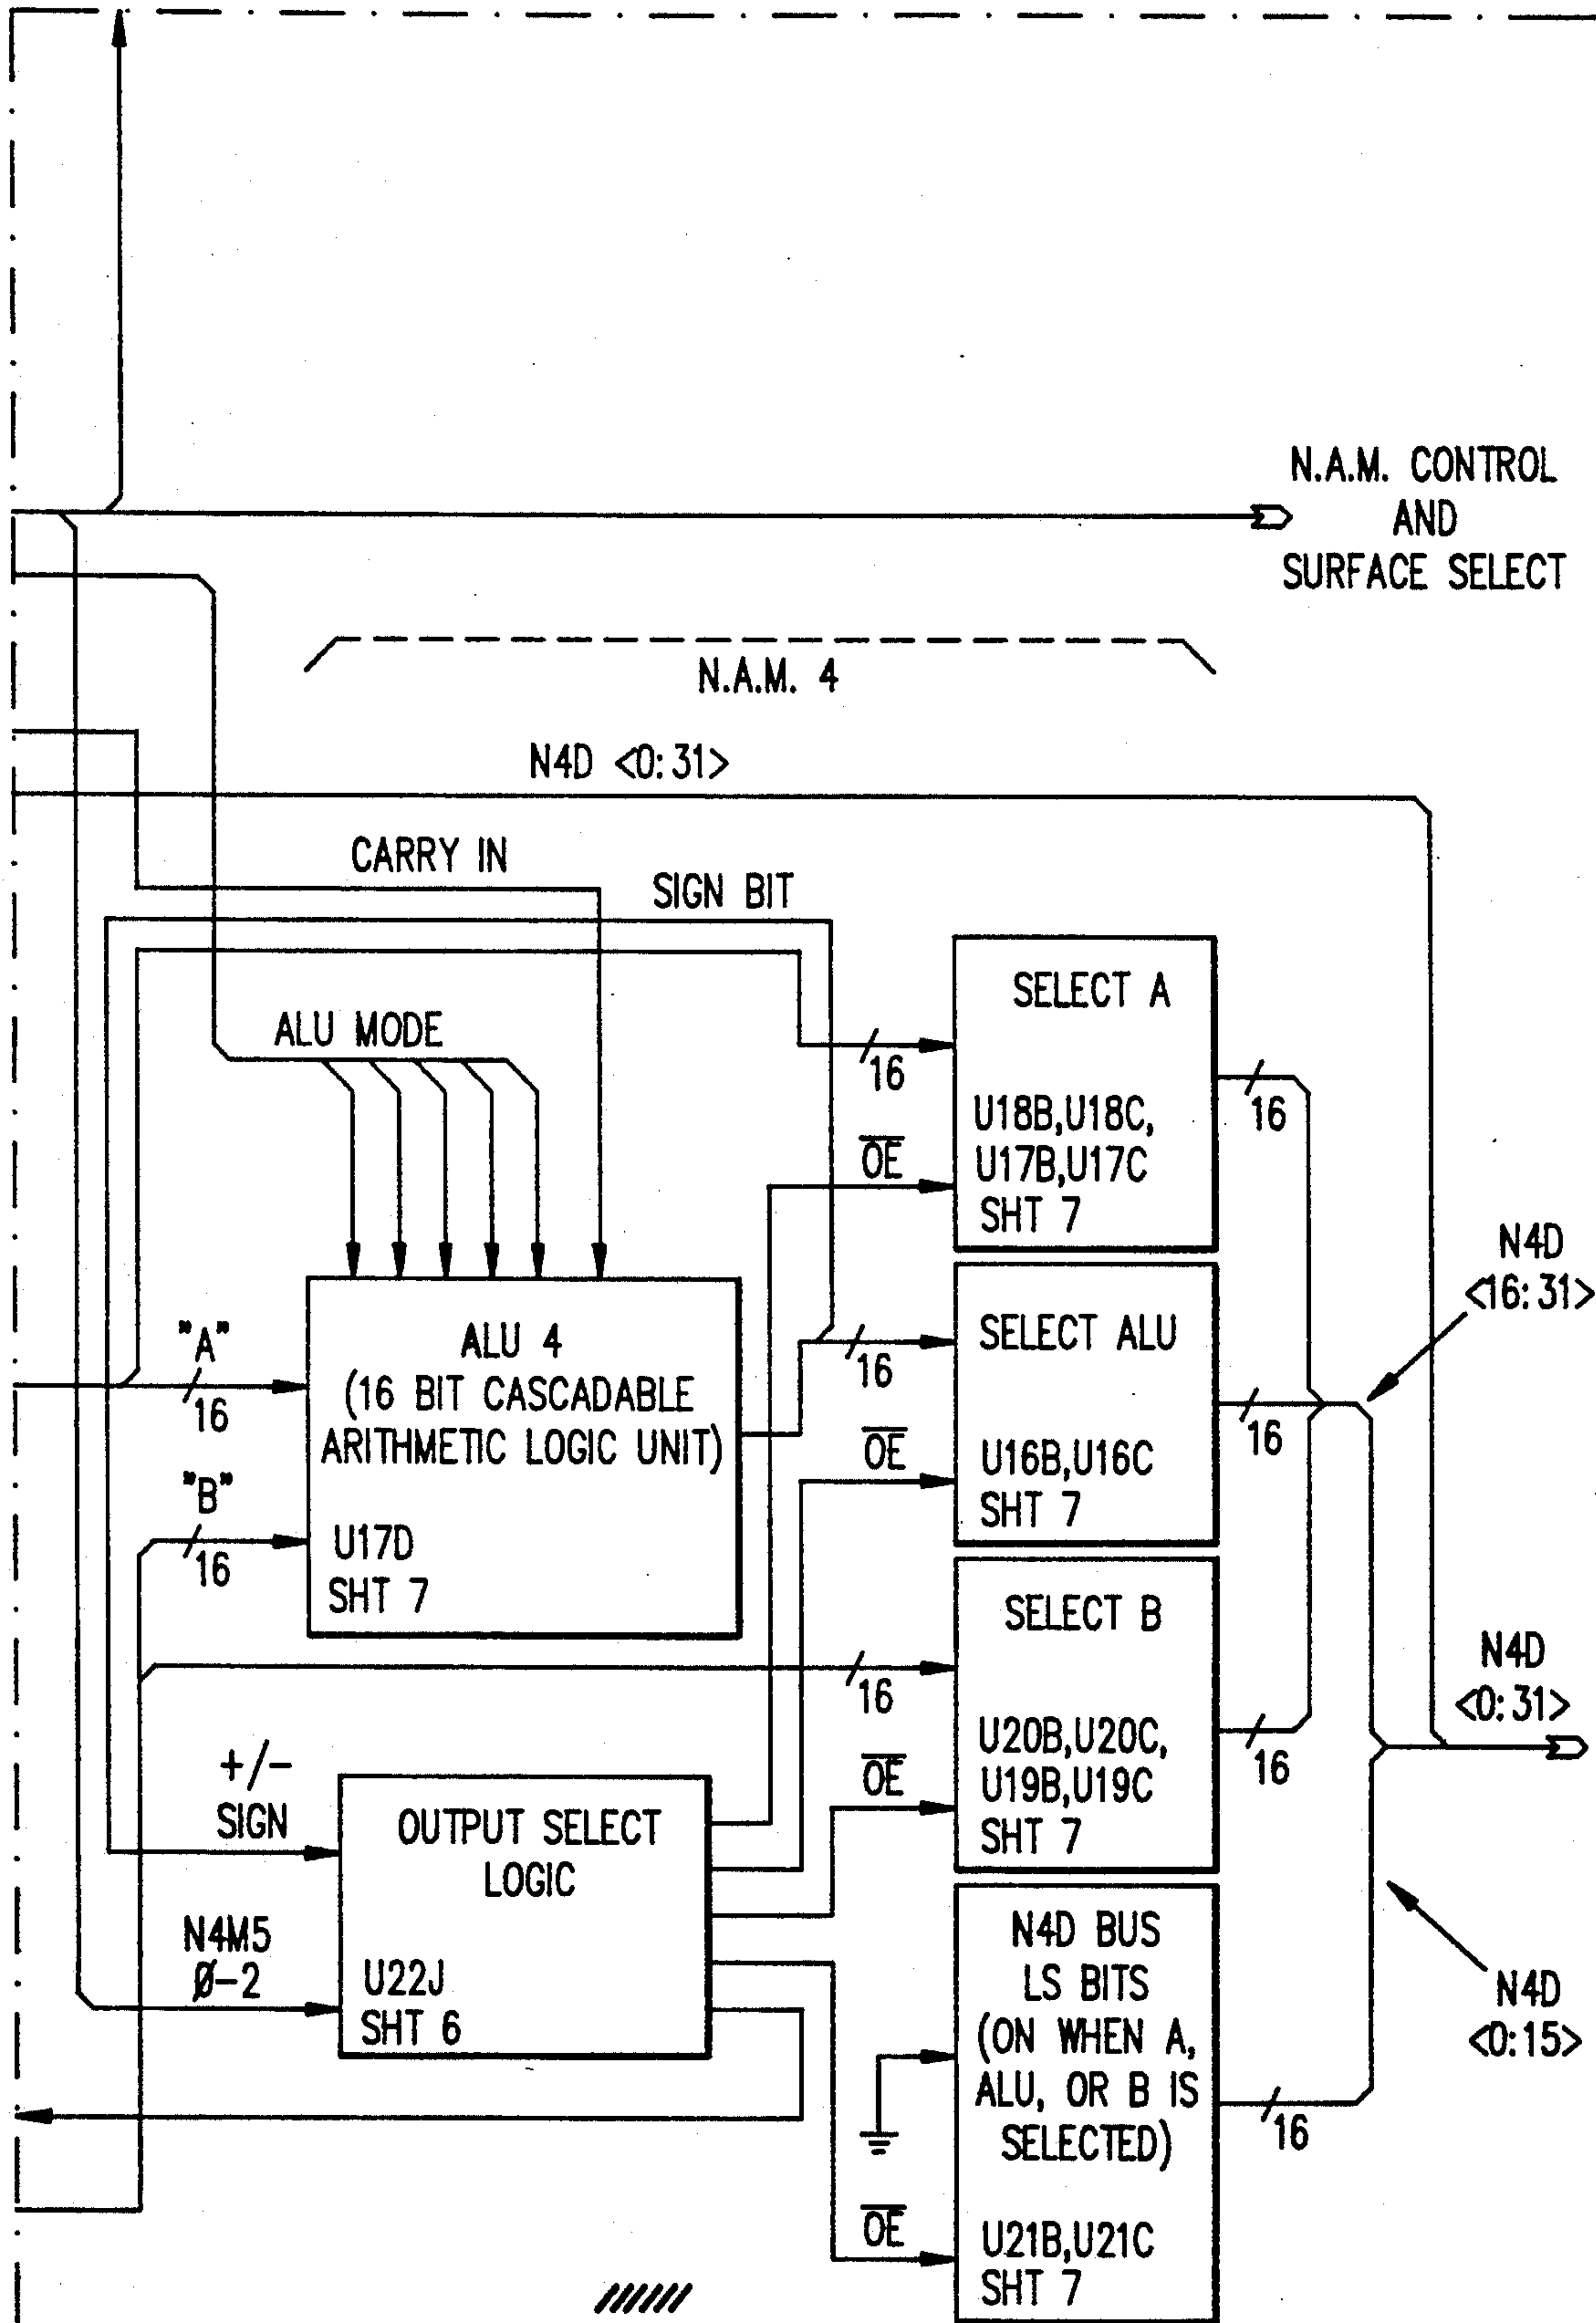 N.A.M. CONTROL
AND
SURFACE SELECT
N.A.M. 4
N4D <0:31>
CARRY IN
SIGN BIT
ALU MODE
SELECT A
16
16
U18B,U18C,
U17B,U17C
SHT 7
OE
N4D
<16:31>
"A"
16
ALU 4
(16 BIT CASCADABLE
ARITHMETIC LOGIC UNIT)
U17D
SHT 7
"B"
16
SELECT ALU
16
16
OE
U16B,U16C
SHT 7
SELECT B
16
U20B,U20C,
U19B,U19C
SHT 7
OE
16
N4D
<0:31>
+/-
SIGN
OUTPUT SELECT
LOGIC
U22J
SHT 6
N4M5
Ø-2
N4D BUS
LS BITS
(ON WHEN A,
ALU, OR B IS
SELECTED)
U21B,U21C
SHT 7
OE
16
N4D
<0:15>